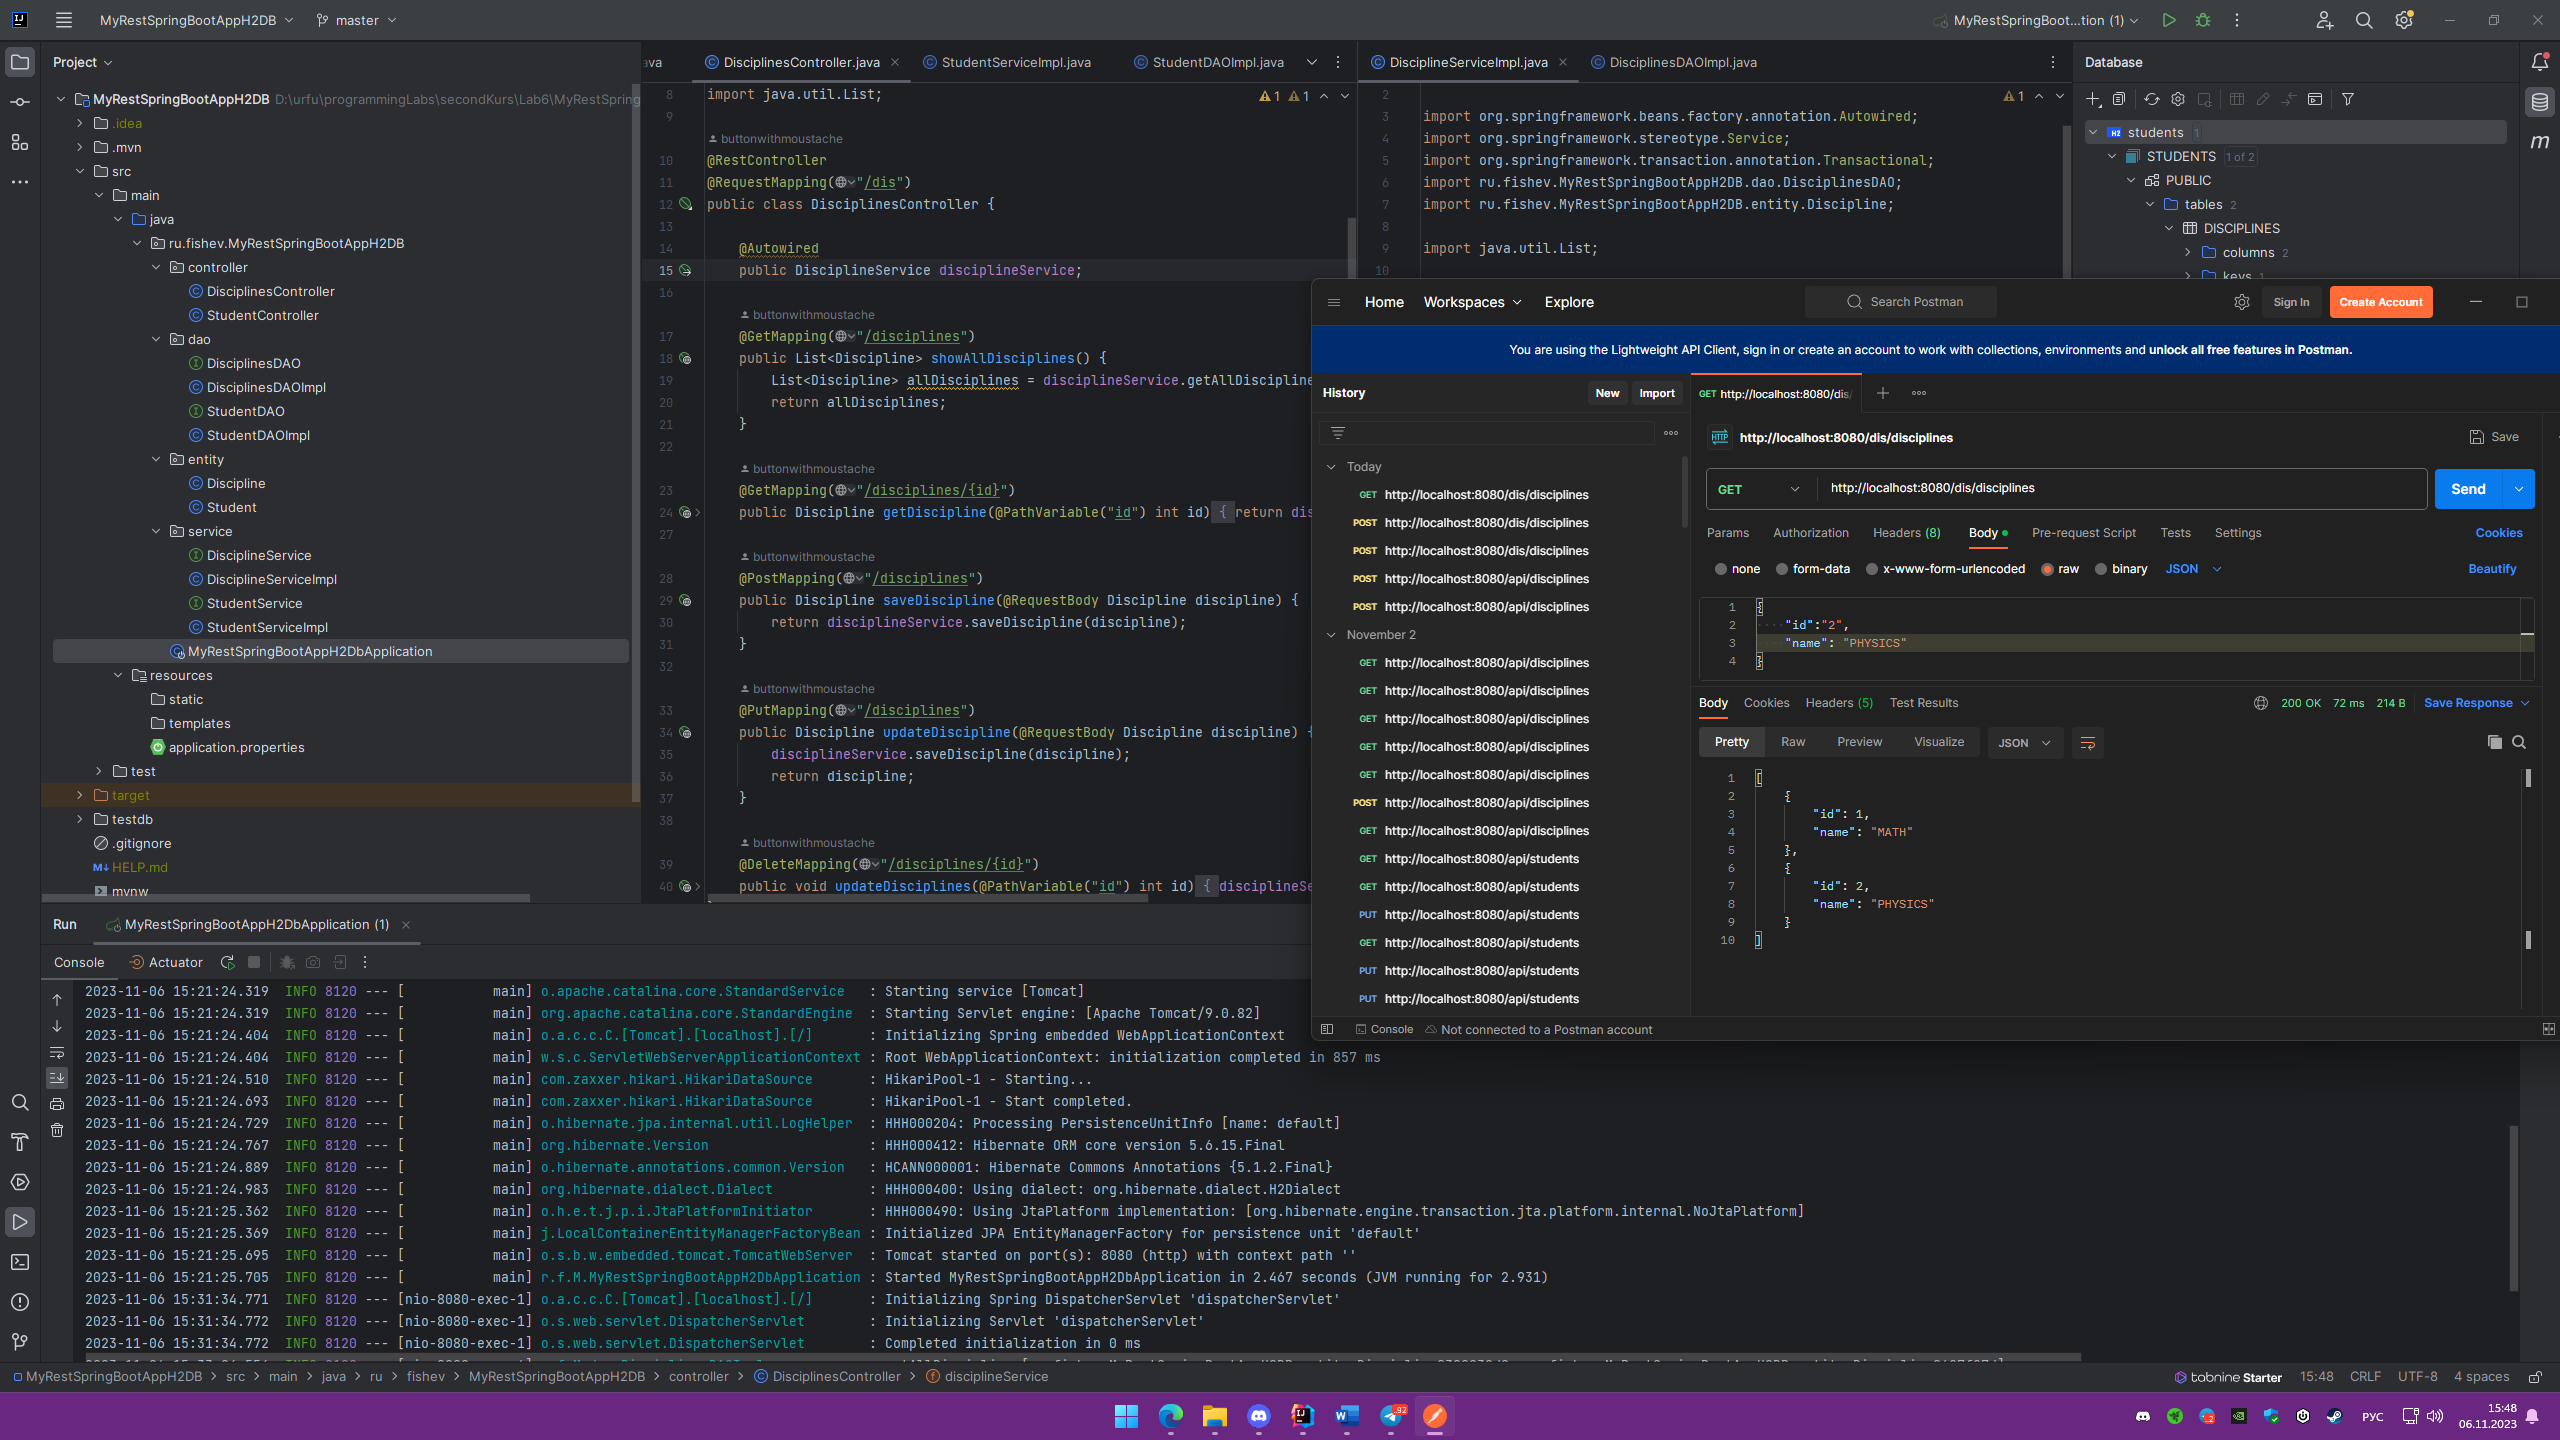 MyRestSpringBootAppH2DB
master
MyRestSpringBoot...tion (1)
Project
MyRestSpringBootAppH2DB D:\urfu\programmingLabs\secondKurs\Lab6\MyRestSpring
.idea
.mvn
src
main
java
ru.fishev.MyRestSpringBootAppH2DB
controller
DisciplinesController
StudentController
dao
DisciplinesDAO
DisciplinesDAOImpl
StudentDAO
StudentDAOImpl
entity
Discipline
Student
service
DisciplineService
DisciplineServiceImpl
StudentService
StudentServiceImpl
MyRestSpringBootAppH2DbApplication
resources
static
templates
application.properties
test
target
testdb
.gitignore
HELP.md
mvnw
ava
DisciplinesController.java
StudentServiceImpl.java
StudentDAOImpl.java
1 1
8 import java.util.List;
9
buttonwithmoustache
10 @RestController
11 @RequestMapping("/dis")
12 public class DisciplinesController {
13
14 @Autowired
15 public DisciplineService disciplineService;
16
buttonwithmoustache
17 @GetMapping("/disciplines")
18 public List<Discipline> showAllDisciplines() {
19 List<Discipline> allDisciplines = disciplineService.getAllDiscipline
20 return allDisciplines;
21 }
22
buttonwithmoustache
23 @GetMapping("/disciplines/{id}")
24 public Discipline getDiscipline(@PathVariable("id") int id) { return dis
27
buttonwithmoustache
28 @PostMapping("/disciplines")
29 public Discipline saveDiscipline(@RequestBody Discipline discipline) {
30 return disciplineService.saveDiscipline(discipline);
31 }
32
buttonwithmoustache
33 @PutMapping("/disciplines")
34 public Discipline updateDiscipline(@RequestBody Discipline discipline) {
35 disciplineService.saveDiscipline(discipline);
36 return discipline;
37 }
38
buttonwithmoustache
39 @DeleteMapping("/disciplines/{id}")
40 public void updateDisciplines(@PathVariable("id") int id) { disciplineSe
DisciplineServiceImpl.java
DisciplinesDAOImpl.java
1
2
3 import org.springframework.beans.factory.annotation.Autowired;
4 import org.springframework.stereotype.Service;
5 import org.springframework.transaction.annotation.Transactional;
6 import ru.fishev.MyRestSpringBootAppH2DB.dao.DisciplinesDAO;
7 import ru.fishev.MyRestSpringBootAppH2DB.entity.Discipline;
8
9 import java.util.List;
10
Database
students 1
STUDENTS 1 of 2
PUBLIC
tables 2
DISCIPLINES
columns 2
keys 1
Home
Workspaces
Explore
Search Postman
Sign In
Create Account
You are using the Lightweight API Client, sign in or create an account to work with collections, environments and unlock all free features in Postman.
History
New
Import
Today
GET http://localhost:8080/dis/disciplines
POST http://localhost:8080/dis/disciplines
POST http://localhost:8080/dis/disciplines
POST http://localhost:8080/api/disciplines
POST http://localhost:8080/api/disciplines
November 2
GET http://localhost:8080/api/disciplines
GET http://localhost:8080/api/disciplines
GET http://localhost:8080/api/disciplines
GET http://localhost:8080/api/disciplines
GET http://localhost:8080/api/disciplines
POST http://localhost:8080/api/disciplines
GET http://localhost:8080/api/disciplines
GET http://localhost:8080/api/students
GET http://localhost:8080/api/students
PUT http://localhost:8080/api/students
GET http://localhost:8080/api/students
PUT http://localhost:8080/api/students
PUT http://localhost:8080/api/students
GET http://localhost:8080/dis/
HTTP http://localhost:8080/dis/disciplines
Save
GET http://localhost:8080/dis/disciplines
Send
Params Authorization Headers (8) Body Pre-request Script Tests Settings Cookies
none form-data x-www-form-urlencoded raw binary JSON Beautify
1 {
2 "id":"2",
3 "name": "PHYSICS"
4 }
Body Cookies Headers (5) Test Results 200 OK 72 ms 214 B Save Response
Pretty Raw Preview Visualize JSON
1 [
2 {
3 "id": 1,
4 "name": "MATH"
5 },
6 {
7 "id": 2,
8 "name": "PHYSICS"
9 }
10 ]
Console Not connected to a Postman account
Run
MyRestSpringBootAppH2DbApplication (1)
Console
Actuator
2023-11-06 15:21:24.319 INFO 8120 --- [ main] o.apache.catalina.core.StandardService : Starting service [Tomcat]
2023-11-06 15:21:24.319 INFO 8120 --- [ main] org.apache.catalina.core.StandardEngine : Starting Servlet engine: [Apache Tomcat/9.0.82]
2023-11-06 15:21:24.404 INFO 8120 --- [ main] o.a.c.c.C.[Tomcat].[localhost].[/] : Initializing Spring embedded WebApplicationContext
2023-11-06 15:21:24.404 INFO 8120 --- [ main] w.s.c.ServletWebServerApplicationContext : Root WebApplicationContext: initialization completed in 857 ms
2023-11-06 15:21:24.510 INFO 8120 --- [ main] com.zaxxer.hikari.HikariDataSource : HikariPool-1 - Starting...
2023-11-06 15:21:24.693 INFO 8120 --- [ main] com.zaxxer.hikari.HikariDataSource : HikariPool-1 - Start completed.
2023-11-06 15:21:24.729 INFO 8120 --- [ main] o.hibernate.jpa.internal.util.LogHelper : HHH000204: Processing PersistenceUnitInfo [name: default]
2023-11-06 15:21:24.767 INFO 8120 --- [ main] org.hibernate.Version : HHH000412: Hibernate ORM core version 5.6.15.Final
2023-11-06 15:21:24.889 INFO 8120 --- [ main] o.hibernate.annotations.common.Version : HCANN000001: Hibernate Commons Annotations {5.1.2.Final}
2023-11-06 15:21:24.983 INFO 8120 --- [ main] org.hibernate.dialect.Dialect : HHH000400: Using dialect: org.hibernate.dialect.H2Dialect
2023-11-06 15:21:25.362 INFO 8120 --- [ main] o.h.e.t.j.p.i.JtaPlatformInitiator : HHH000490: Using JtaPlatform implementation: [org.hibernate.engine.transaction.jta.platform.internal.NoJtaPlatform]
2023-11-06 15:21:25.369 INFO 8120 --- [ main] j.LocalContainerEntityManagerFactoryBean : Initialized JPA EntityManagerFactory for persistence unit 'default'
2023-11-06 15:21:25.695 INFO 8120 --- [ main] o.s.b.w.embedded.tomcat.TomcatWebServer : Tomcat started on port(s): 8080 (http) with context path ''
2023-11-06 15:21:25.705 INFO 8120 --- [ main] r.f.M.MyRestSpringBootAppH2DbApplication : Started MyRestSpringBootAppH2DbApplication in 2.467 seconds (JVM running for 2.931)
2023-11-06 15:31:34.771 INFO 8120 --- [nio-8080-exec-1] o.a.c.c.C.[Tomcat].[localhost].[/] : Initializing Spring DispatcherServlet 'dispatcherServlet'
2023-11-06 15:31:34.772 INFO 8120 --- [nio-8080-exec-1] o.s.web.servlet.DispatcherServlet : Initializing Servlet 'dispatcherServlet'
2023-11-06 15:31:34.772 INFO 8120 --- [nio-8080-exec-1] o.s.web.servlet.DispatcherServlet : Completed initialization in 0 ms
MyRestSpringBootAppH2DB > src > main > java > ru > fishev > MyRestSpringBootAppH2DB > controller > DisciplinesController > disciplineService
tabnine Starter 15:48 CRLF UTF-8 4 spaces
92
РУС
15:48
06.11.2023